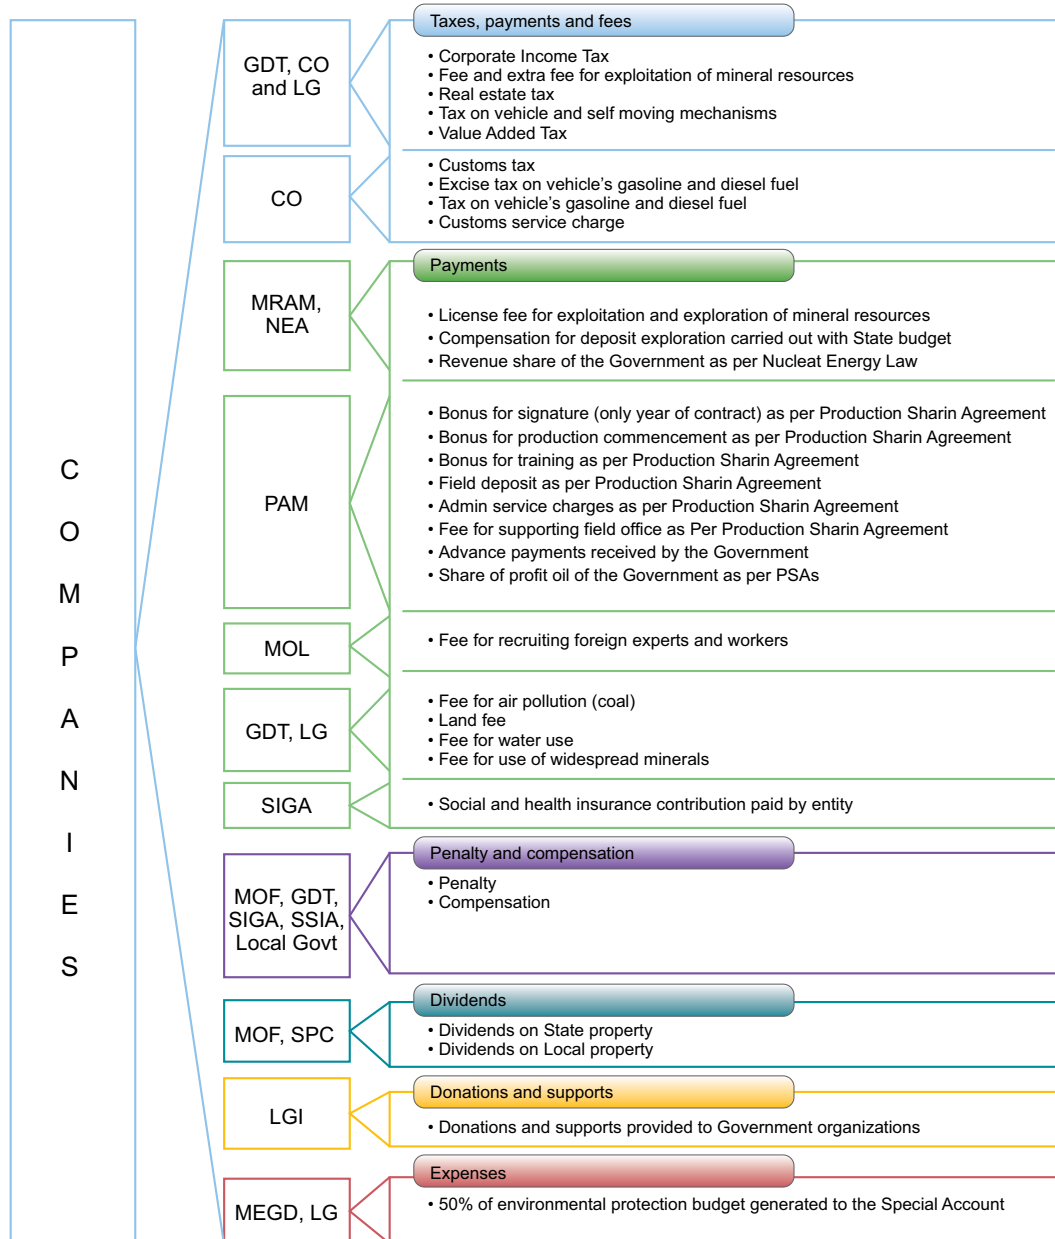 COMPANIES
GDT, CO
and LG
Taxes, payments and fees
• Corporate Income Tax
• Fee and extra fee for exploitation of mineral resources
• Real estate tax
• Tax on vehicle and self moving mechanisms
• Value Added Tax
CO
• Customs tax
• Excise tax on vehicle's gasoline and diesel fuel
• Tax on vehicle's gasoline and diesel fuel
• Customs service charge
MRAM,
NEA
Payments
• License fee for exploitation and exploration of mineral resources
• Compensation for deposit exploration carried out with State budget
• Revenue share of the Government as per Nucleat Energy Law
PAM
• Bonus for signature (only year of contract) as per Production Sharin Agreement
• Bonus for production commencement as per Production Sharin Agreement
• Bonus for training as per Production Sharin Agreement
• Field deposit as per Production Sharin Agreement
• Admin service charges as per Production Sharin Agreement
• Fee for supporting field office as Per Production Sharin Agreement
• Advance payments received by the Government
• Share of profit oil of the Government as per PSAs
MOL
• Fee for recruiting foreign experts and workers
GDT, LG
• Fee for air pollution (coal)
• Land fee
• Fee for water use
• Fee for use of widespread minerals
SIGA
• Social and health insurance contribution paid by entity
MOF, GDT,
SIGA, SSIA,
Local Govt
Penalty and compensation
• Penalty
• Compensation
MOF, SPC
Dividends
• Dividends on State property
• Dividends on Local property
LGI
Donations and supports
• Donations and supports provided to Government organizations
MEGD, LG
Expenses
• 50% of environmental protection budget generated to the Special Account